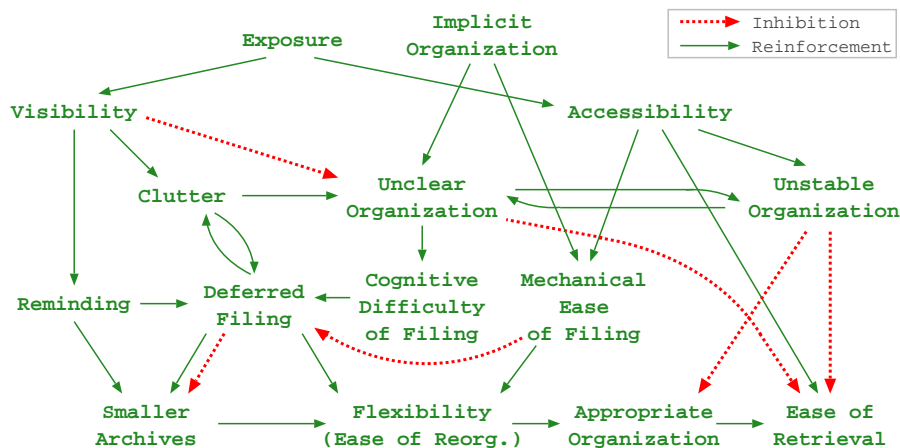 Implicit
Organization
Inhibition
Reinforcement
Exposure
Visibility
Accessibility
Clutter
Unclear
Organization
Unstable
Organization
Reminding
Deferred
Filing
Cognitive
Difficulty
of Filing
Mechanical
Ease
of Filing
Smaller
Archives
Flexibility
(Ease of Reorg.)
Appropriate
Organization
Ease of
Retrieval